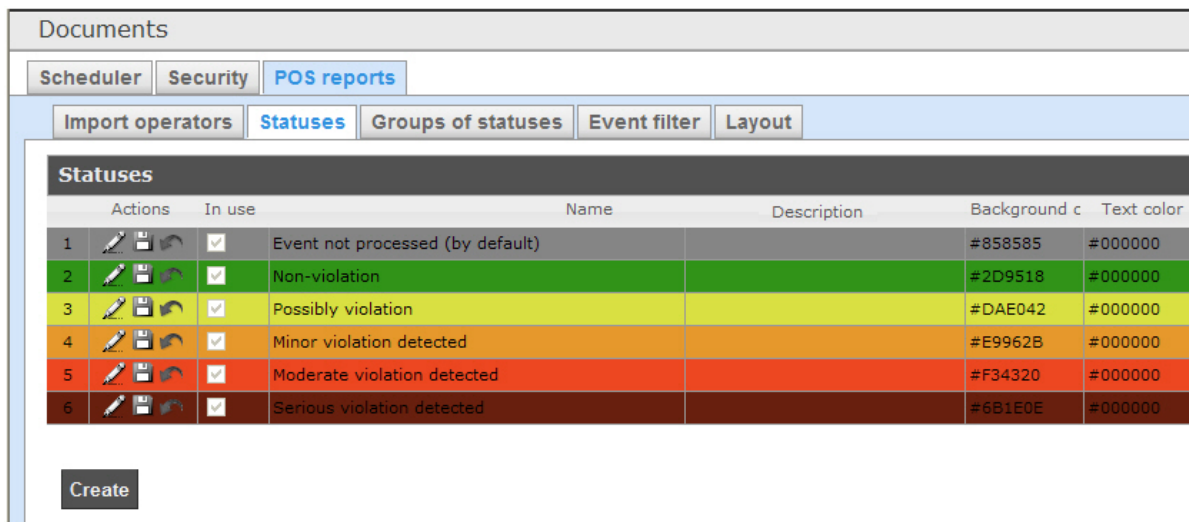 Documents
Scheduler Security POS reports
Import operators Statuses Groups of statuses Event filter Layout
Statuses
Actions In use Name Description Background c Text color
1 Event not processed (by default) #858585 #000000
2 Non-violation #2D9518 #000000
3 Possibly violation #DAE042 #000000
4 Minor violation detected #E9962B #000000
5 Moderate violation detected #F34320 #000000
6 Serious violation detected #6B1E0E #000000
Create